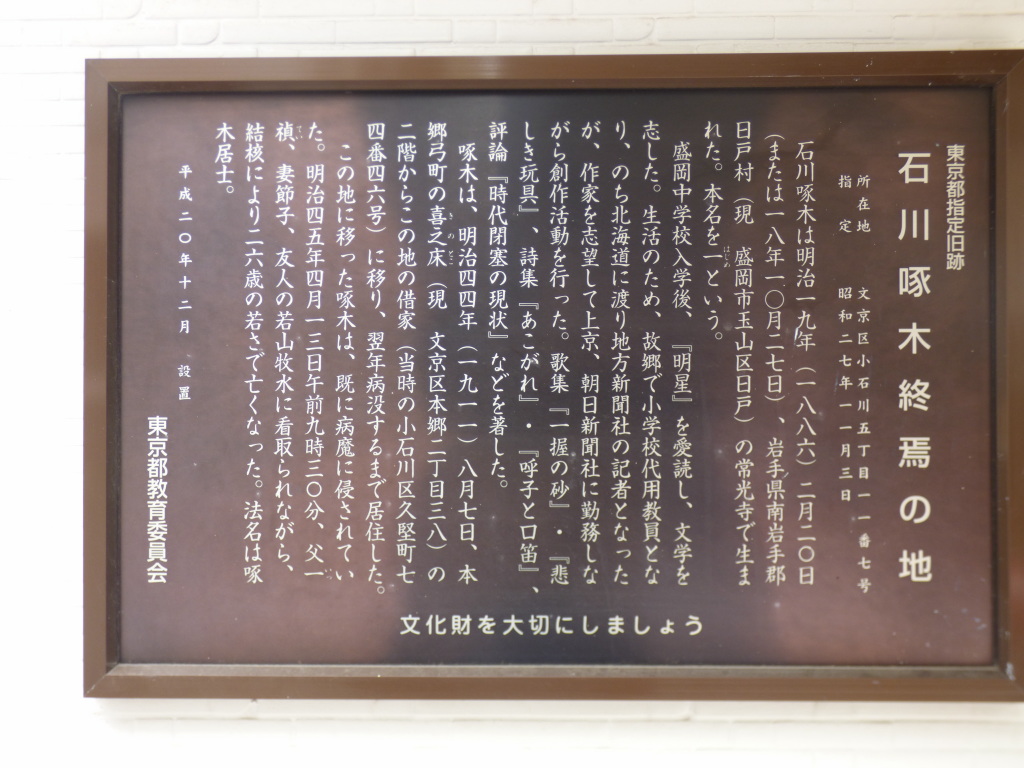 東京都指定旧跡
石川啄木終焉の地
所在地　文京区小石川五丁目一一番七号
指　定　昭和二七年一一月三日
石川啄木は明治一九年（一八八六）二月二〇日
（または一八年一〇月二七日）、岩手県南岩手郡
日戸村（現　盛岡市玉山区日戸）の常光寺で生ま
れた。本名を一（はじめ）という。
盛岡中学校入学後、『明星』を愛読し、文学を
志した。生活のため、故郷で小学校代用教員とな
り、のち北海道に渡り地方新聞社の記者となった
が、作家を志望して上京、朝日新聞社に勤務しな
がら創作活動を行った。歌集『一握の砂』・『悲
しき玩具』、詩集『あこがれ』・『呼子と口笛』、
評論『時代閉塞の現状』などを著した。
啄木は、明治四四年（一九一一）八月七日、本
郷弓町の喜之床（きのとこ）（現　文京区本郷二丁目三八）の
二階からこの地の借家（当時の小石川区久堅町七
四番四六号）に移り、翌年病没するまで居住した。
この地に移った啄木は、既に病魔に侵されてい
た。明治四五年四月一三日午前九時三〇分、父一
禎（てい）、妻節子、友人の若山牧水に看取られながら、
結核により二六歳の若さで亡くなった。法名は啄
木居士。
平成二〇年十二月　設置
東京都教育委員会
文化財を大切にしましょう